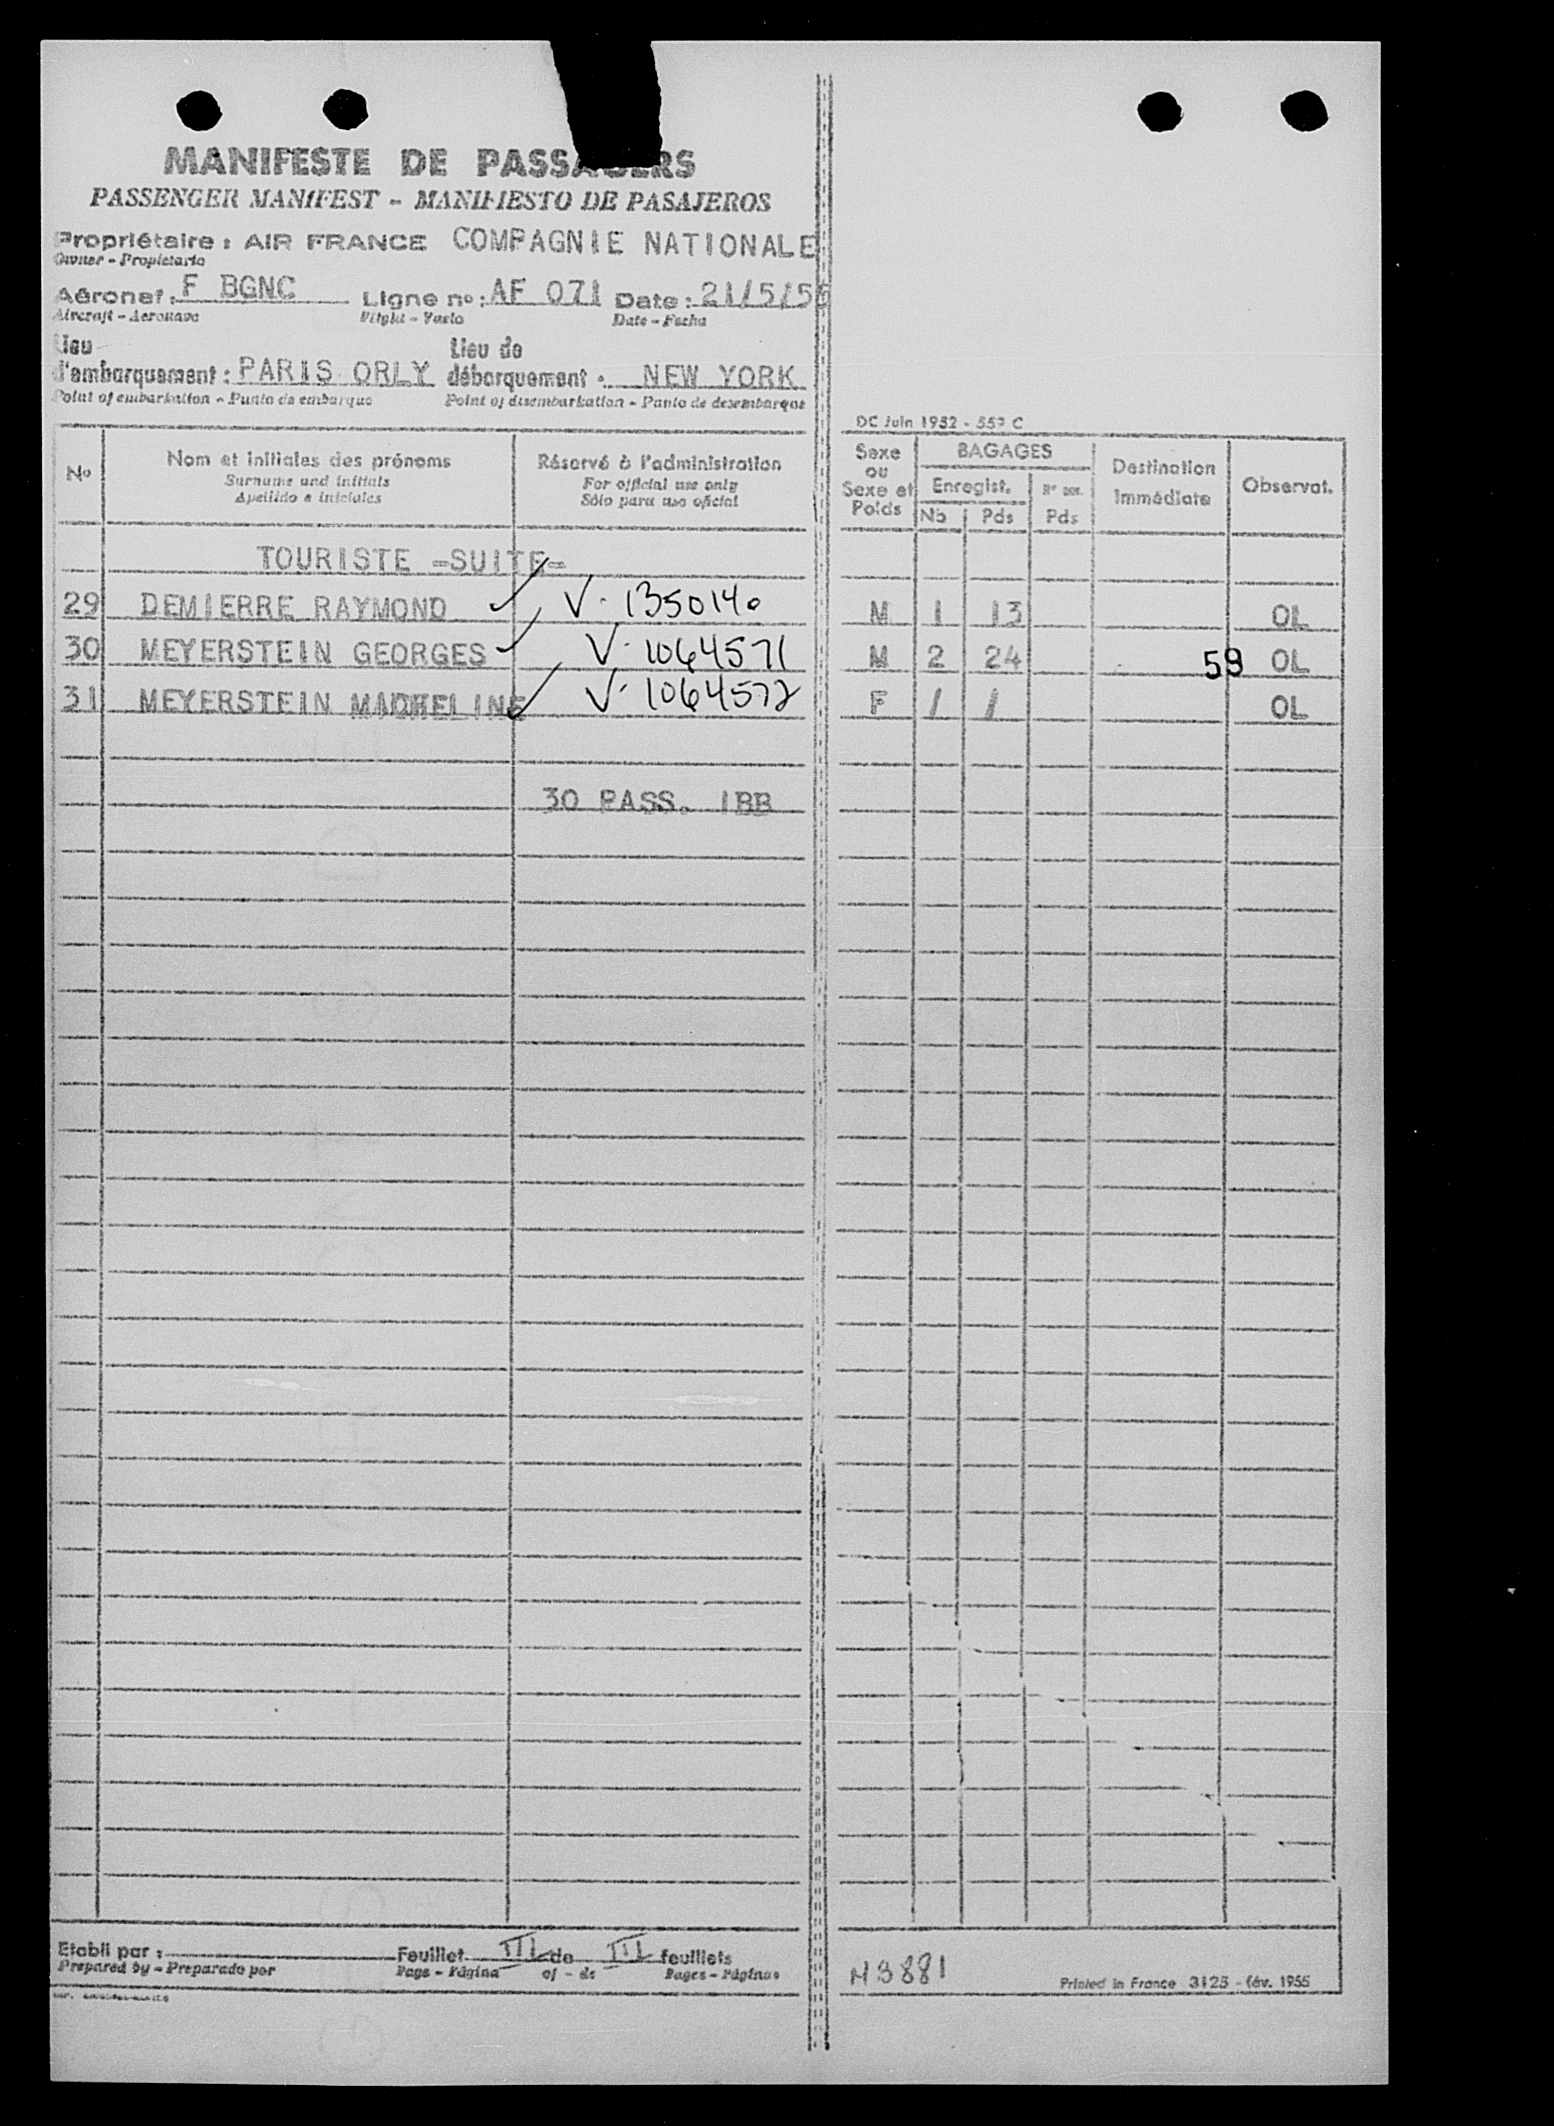 MANIFESTE DE PASSAGERS
PASSENGER MANIFEST - MANIFIESTO DE PASAJEROS
Propriétaire : AIR FRANCE COMPAGNIE NATIONALE
Owner - Propietario
Aéronef : F BGNC Ligne no : AF 071 Date : 21/5/56
Aircraft - Aeronave Flight - Vuelo Date - Fecha
Lieu Lieu de
d'embarquement : PARIS ORLY débarquement : NEW YORK
Point of embarkation - Punto de embarque Point of disembarkation - Punto de desembarque
DC Juin 1952 - 552 C
No Nom et initiales des prénoms Réservé à l'administration
Surname and initials For official use only
Apellido e iniciales Sólo para uso oficial
Sexe ou Sexe et Poids BAGAGES Destination immédiate Observat.
Enregist.
Nb Pds Pds
TOURISTE -SUITE-
29 DEMIERRE RAYMOND V- 1350140 M 1 13 OL
30 MEYERSTEIN GEORGES V- 1064571 M 2 24 59 OL
31 MEYERSTEIN MADHELINE V- 1064572 F / / OL
30 PASS. 1BB
Etabli par : Feuillet III de III feuillets
Prepared by - Preparado por Page - Página of - de Pages - Páginas
N3881
Printed in France 3125 - fév. 1955